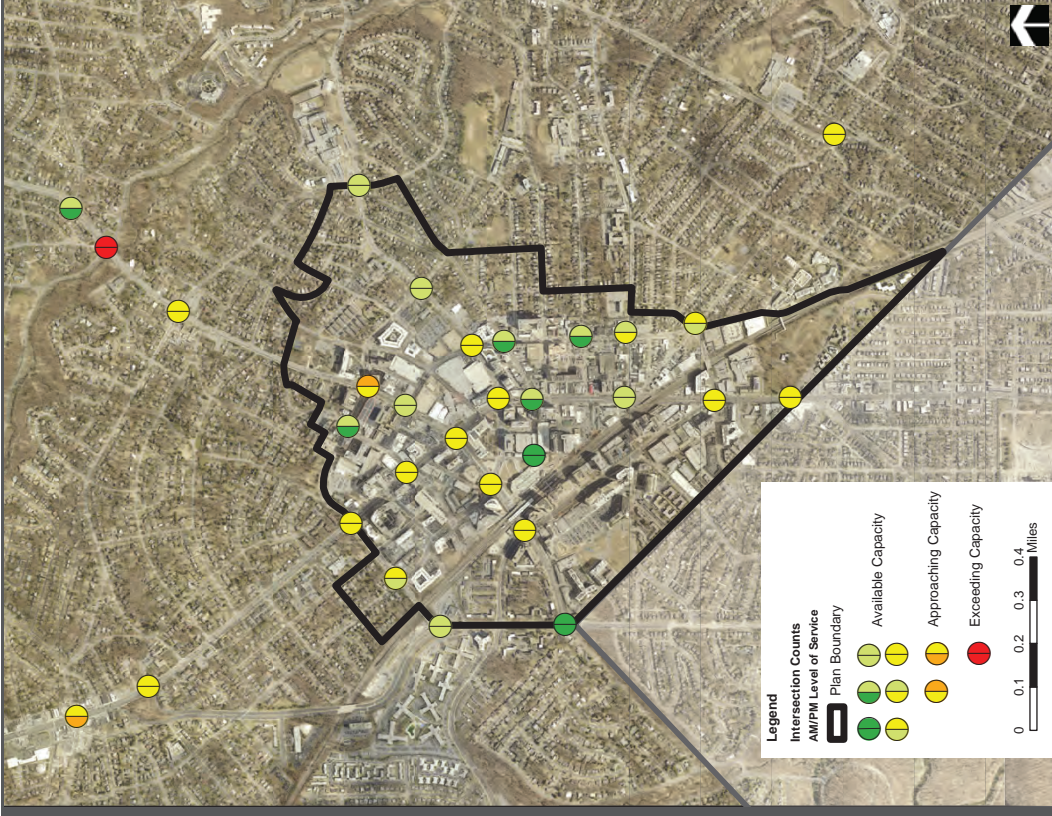 Legend
Intersection Counts
AM/PM Level of Service
Plan Boundary
Available Capacity
Approaching Capacity
Exceeding Capacity
0 0.1 0.2 0.3 0.4
Miles